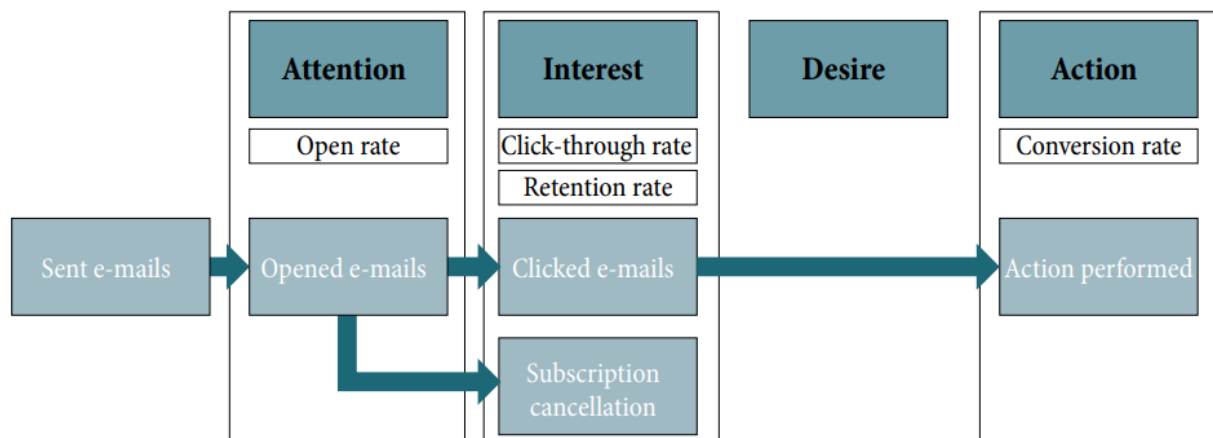 Attention
Interest
Desire
Action
Open rate
Click-through rate
Conversion rate
Retention rate
Sent e-mails
Opened e-mails
Clicked e-mails
Action performed
Subscription
cancellation